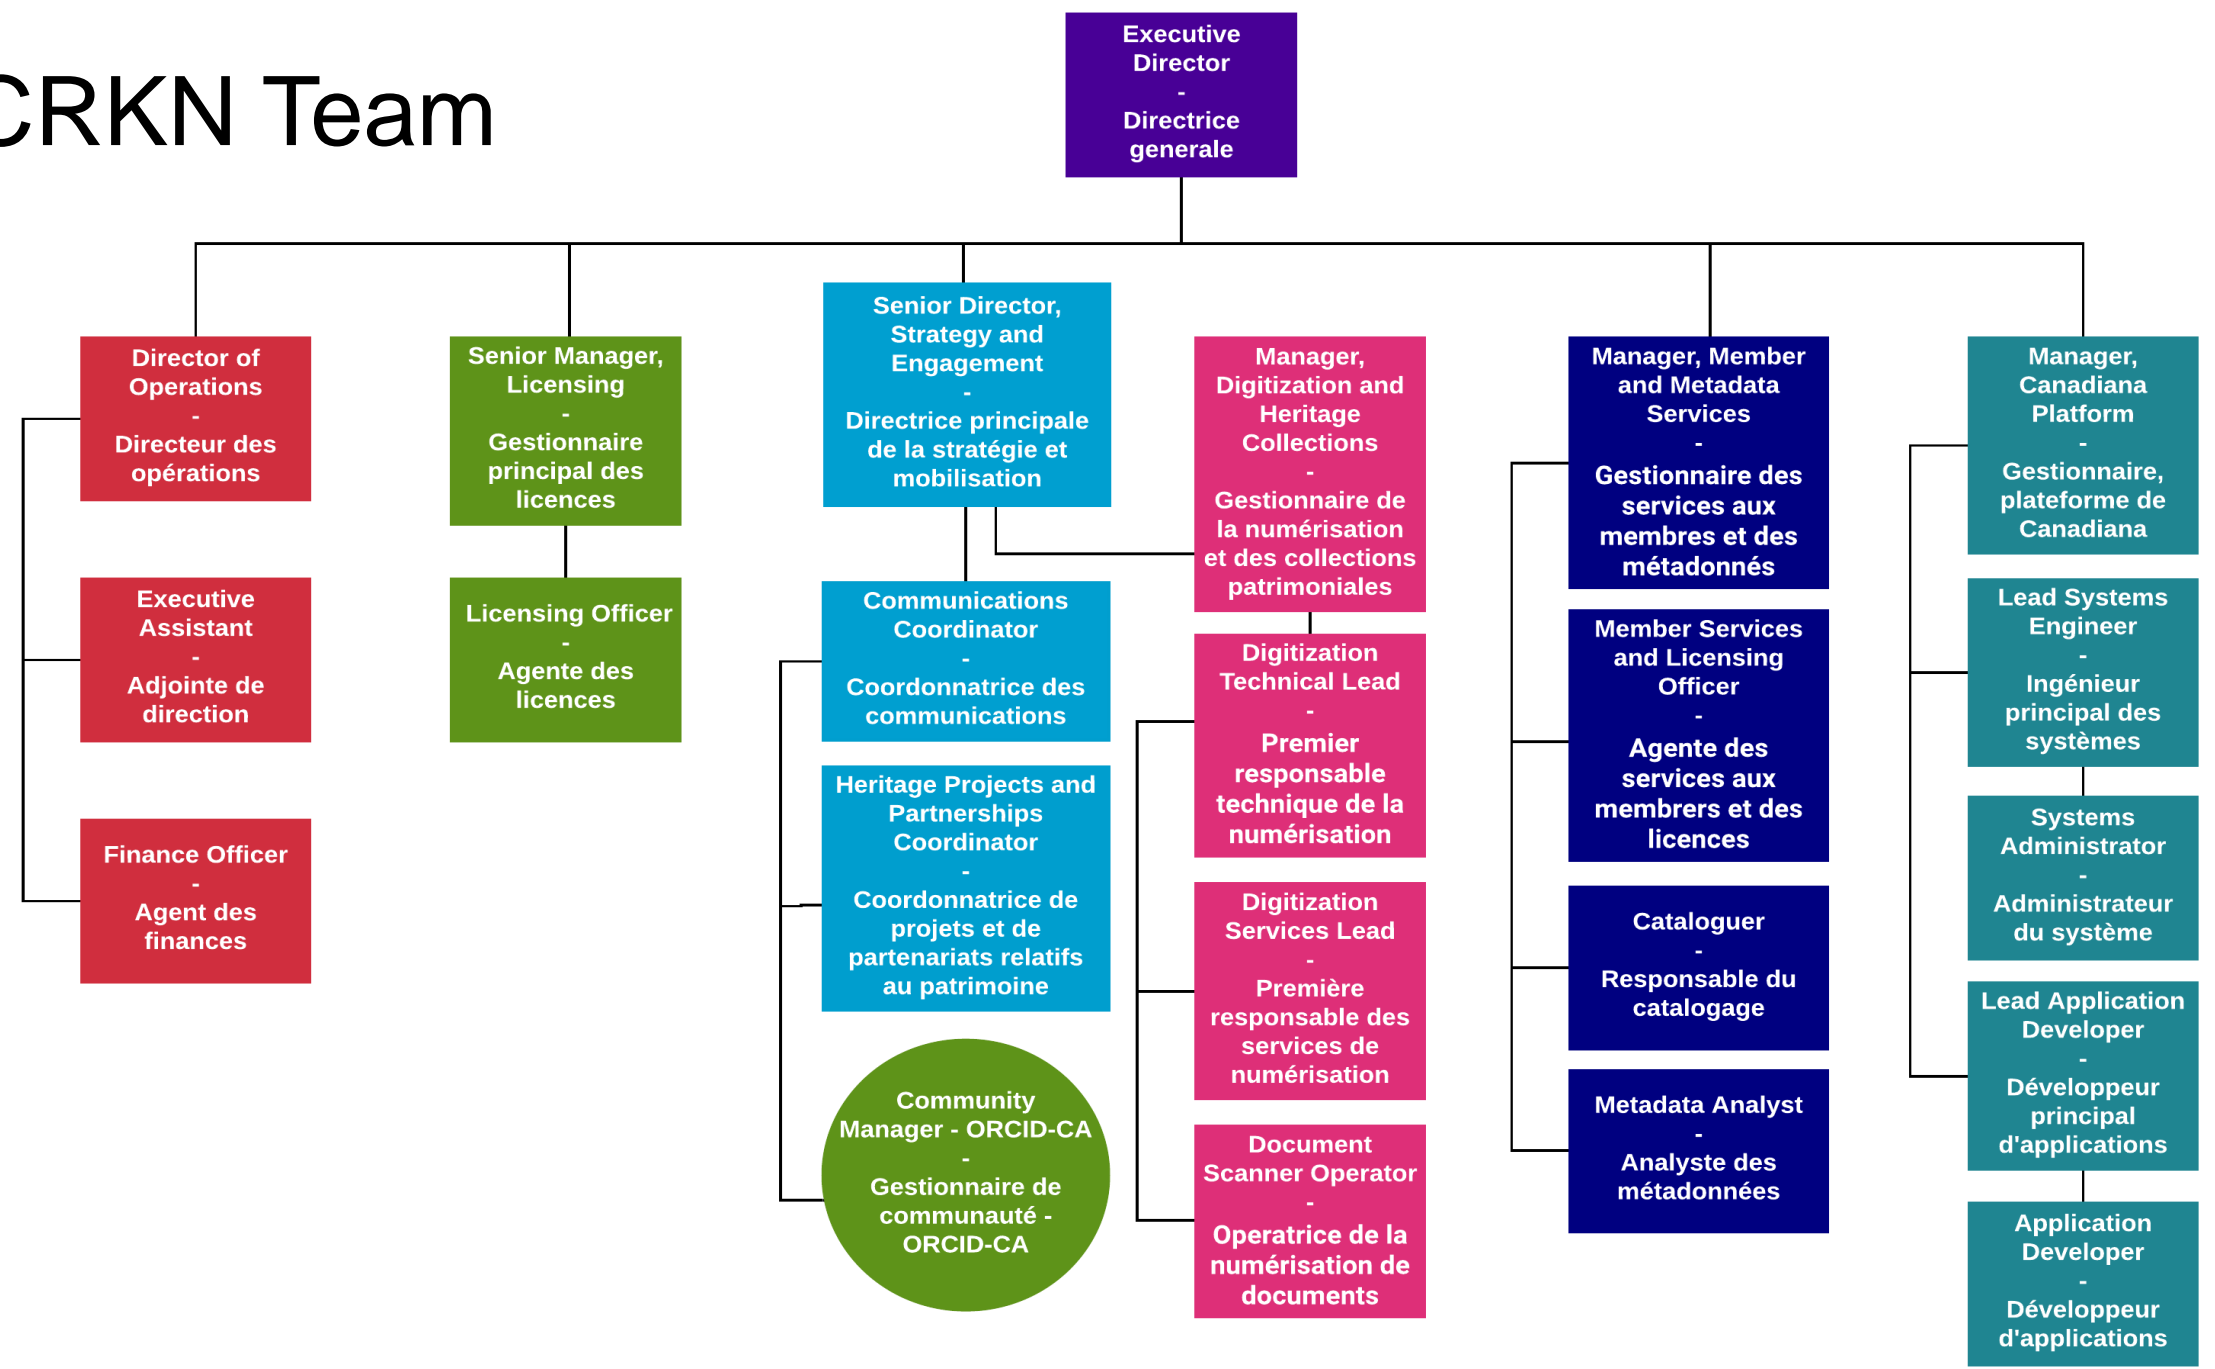 CRKN Team
Executive
Director
-
Directrice
generale
Director of
Operations
-
Directeur des
opérations
Executive
Assistant
-
Adjointe de
direction
Finance Officer
-
Agent des
finances
Senior Manager,
Licensing
-
Gestionnaire
principal des
licences
Licensing Officer
-
Agente des
licences
Senior Director,
Strategy and
Engagement
-
Directrice principale
de la stratégie et
mobilisation
Communications
Coordinator
-
Coordonnatrice des
communications
Heritage Projects and
Partnerships
Coordinator
-
Coordonnatrice de
projets et de
partenariats relatifs
au patrimoine
Community
Manager - ORCID-CA
-
Gestionnaire de
communauté -
ORCID-CA
Manager,
Digitization and
Heritage
Collections
-
Gestionnaire de
la numérisation
et des collections
patrimoniales
Digitization
Technical Lead
-
Premier
responsable
technique de la
numérisation
Digitization
Services Lead
-
Première
responsable des
services de
numérisation
Document
Scanner Operator
-
Operatrice de la
numérisation de
documents
Manager, Member
and Metadata
Services
-
Gestionnaire des
services aux
membres et des
métadonnés
Member Services
and Licensing
Officer
-
Agente des
services aux
membrers et des
licences
Cataloguer
-
Responsable du
catalogage
Metadata Analyst
-
Analyste des
métadonnées
Manager,
Canadiana
Platform
-
Gestionnaire,
plateforme de
Canadiana
Lead Systems
Engineer
-
Ingénieur
principal des
systèmes
Systems
Administrator
-
Administrateur
du système
Lead Application
Developer
-
Développeur
principal
d'applications
Application
Developer
-
Développeur
d'applications